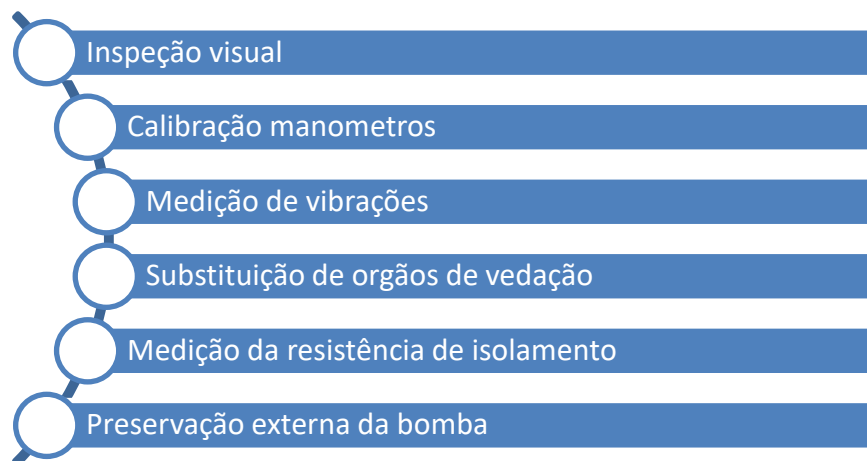 Inspeção visual
Calibração manometros
Medição de vibrações
Substituição de orgãos de vedação
Medição da resistência de isolamento
Preservação externa da bomba